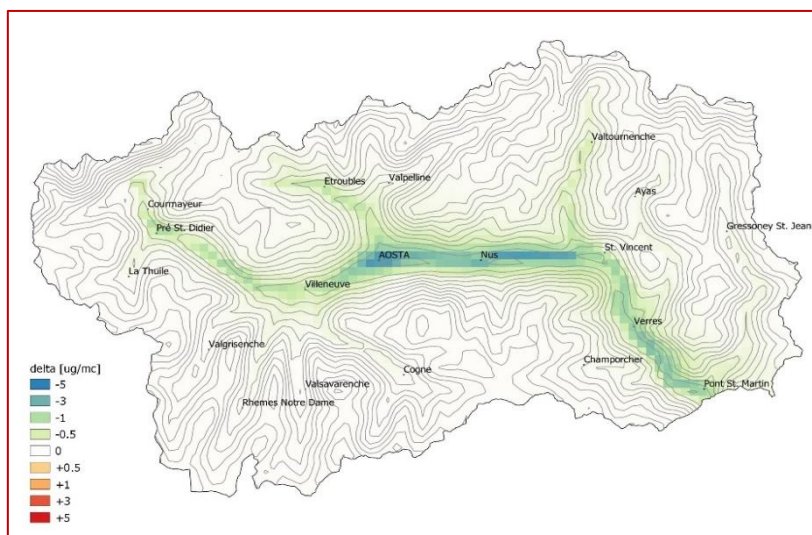 Valtournenche
Etroubles
Valpelline
Ayas
Courmayeur
Pré St. Didier
Gressoney St. Jean
La Thuile
AOSTA
Nus
St. Vincent
Villeneuve
Verres
Valgrisenche
Cogne
Champorcher
Valsavarenche
Pont St. Martin
Rhemes Notre Dame
delta [ug/mc]
-5
-3
-1
-0.5
0
+0.5
+1
+3
+5